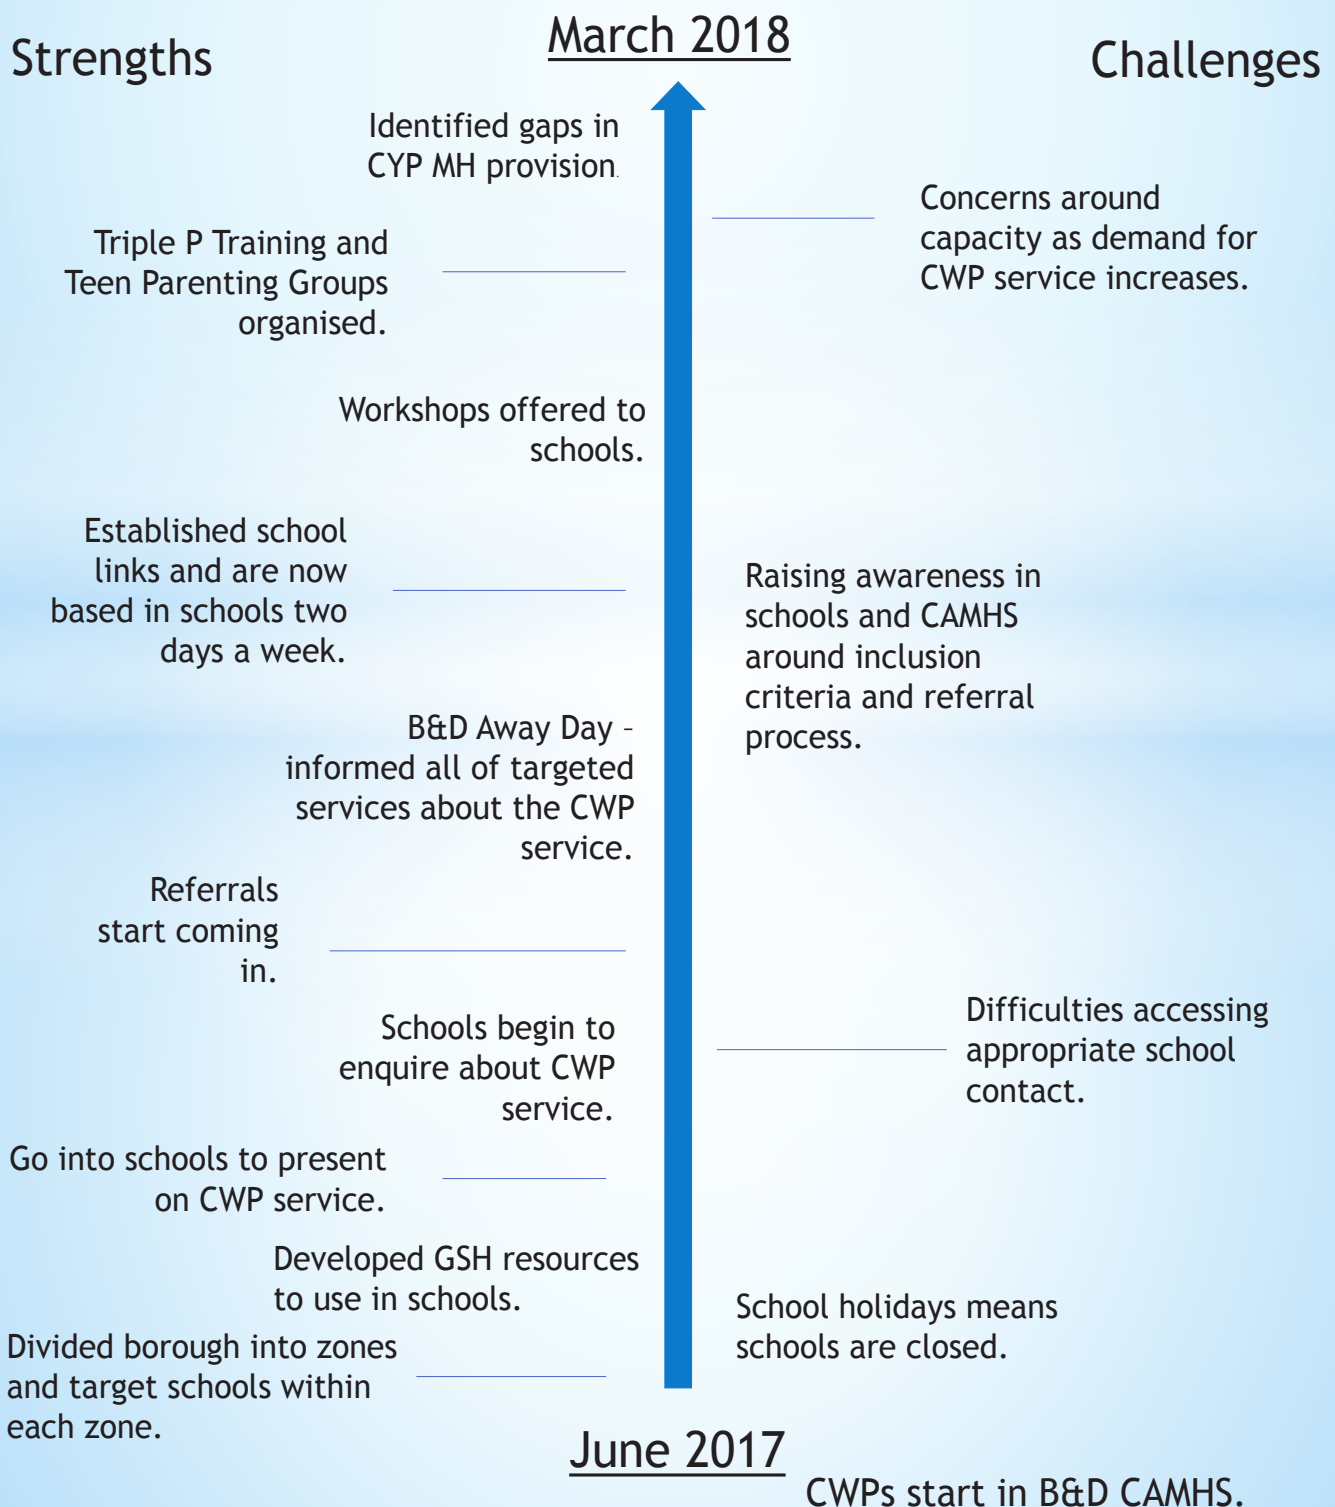 March 2018
Strengths
Challenges
Identified gaps in
CYP MH provision.
Concerns around
capacity as demand for
CWP service increases.
Triple P Training and
Teen Parenting Groups
organised.
Workshops offered to
schools.
Established school
links and are now
based in schools two
days a week.
Raising awareness in
schools and CAMHS
around inclusion
criteria and referral
process.
B&D Away Day –
informed all of targeted
services about the CWP
service.
Referrals
start coming
in.
Difficulties accessing
appropriate school
contact.
Schools begin to
enquire about CWP
service.
Go into schools to present
on CWP service.
Developed GSH resources
to use in schools.
School holidays means
schools are closed.
Divided borough into zones
and target schools within
each zone.
June 2017
CWPs start in B&D CAMHS.